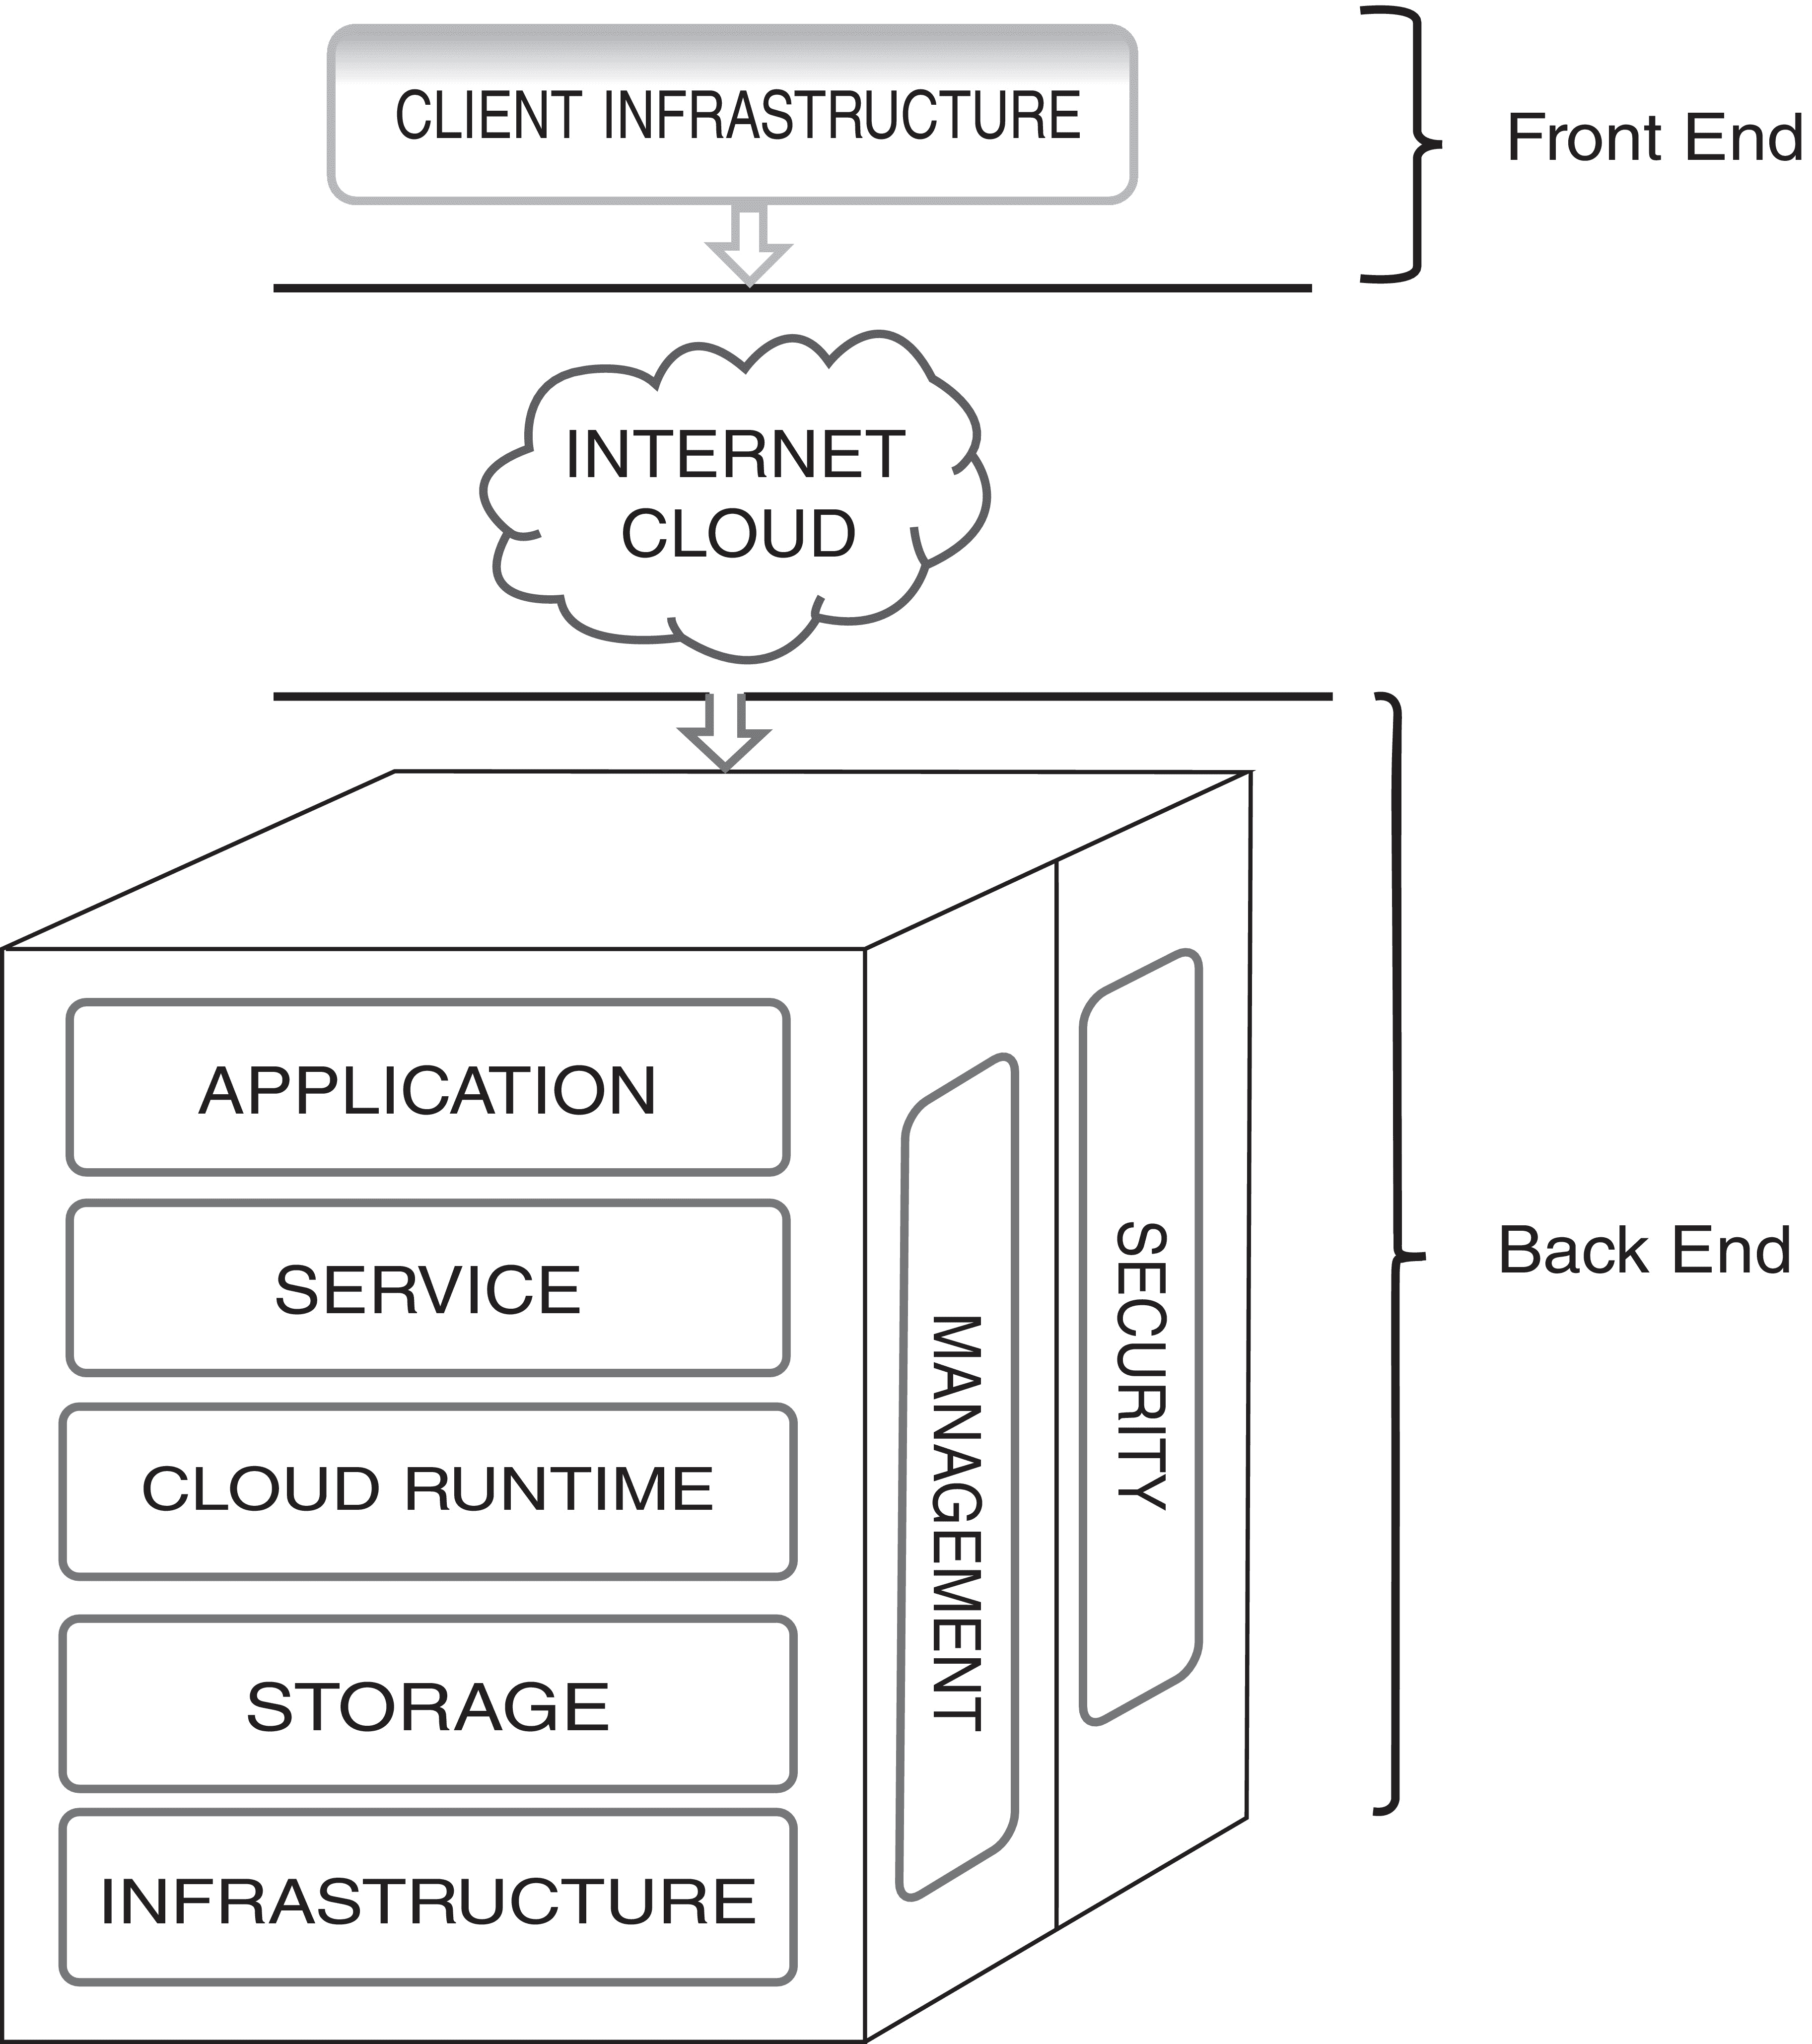 CLIENT INFRASTRUCTURE
Front End
INTERNET
CLOUD
APPLICATION
SERVICE
CLOUD RUNTIME
STORAGE
INFRASTRUCTURE
MANAGEMENT
SECURITY
Back End